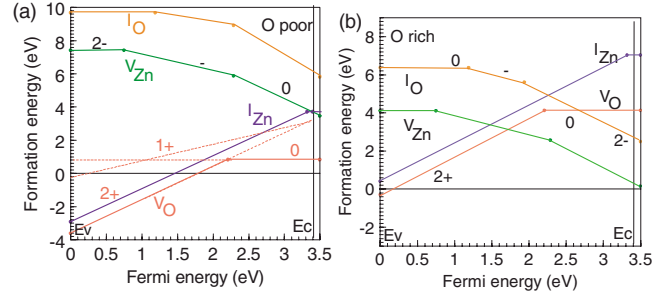 (a)
O poor
10
8
6
4
2
0
-2
-4
Formation energy (eV)
I_O
2-
V_Zn
-
0
I_Zn
1+
0
2+
V_O
Ev
Ec
0
0.5
1
1.5
2
2.5
3
3.5
Fermi energy (eV)
(b)
O rich
8
6
4
2
0
-2
Formation energy (eV)
I_Zn
0
-
I_O
V_O
V_Zn
0
2-
2+
Ev
Ec
0
0.5
1
1.5
2
2.5
3
3.5
Fermi energy (eV)